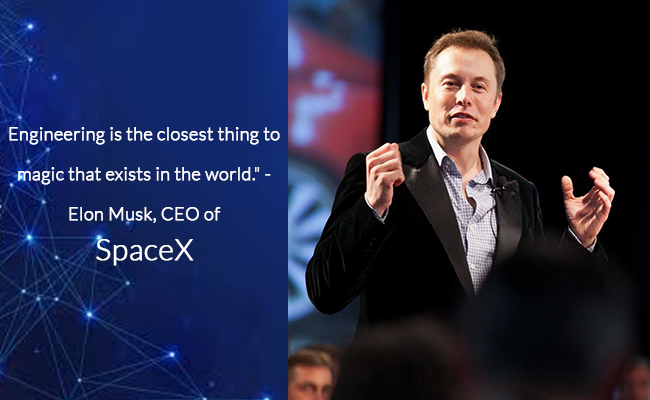 Engineering is the closest thing to
magic that exists in the world." -
Elon Musk, CEO of
SpaceX